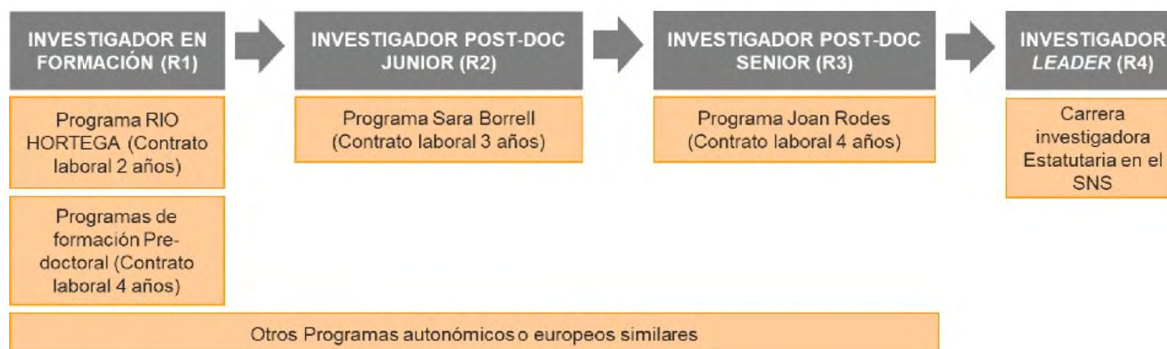 INVESTIGADOR EN
FORMACIÓN (R1)
INVESTIGADOR POST-DOC
JUNIOR (R2)
INVESTIGADOR POST-DOC
SENIOR (R3)
INVESTIGADOR
LEADER (R4)
Programa RIO
HORTEGA (Contrato
laboral 2 años)
Programa Sara Borrell
(Contrato laboral 3 años)
Programa Joan Rodes
(Contrato laboral 4 años)
Carrera
investigadora
Estatutaria en el
SNS
Programas de
formación Pre-
doctoral (Contrato
laboral 4 años)
Otros Programas autonómicos o europeos similares